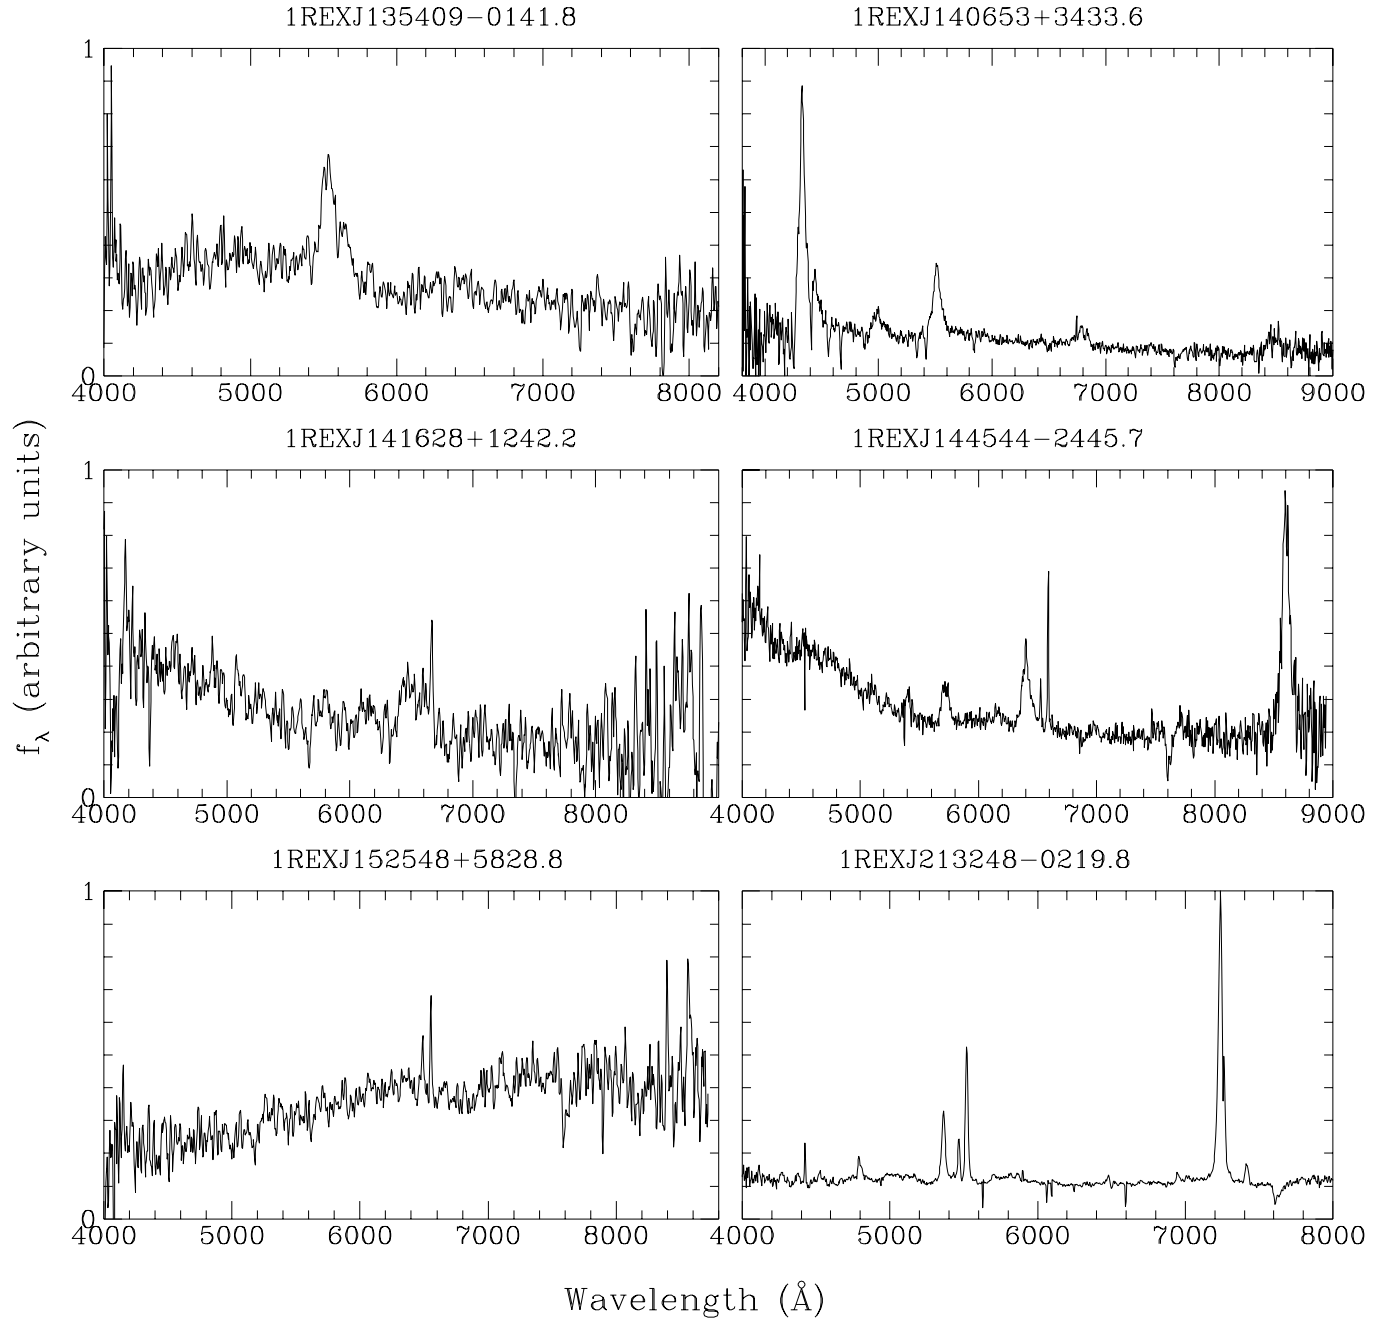 1REXJ135409−0141.8
1REXJ140653+3433.6
1
0
4000 5000 6000 7000 8000
4000 5000 6000 7000 8000 9000
1REXJ141628+1242.2
1REXJ144544−2445.7
1
0
4000 5000 6000 7000 8000
4000 5000 6000 7000 8000 9000
1REXJ152548+5828.8
1REXJ213248−0219.8
1
0
4000 5000 6000 7000 8000
4000 5000 6000 7000 8000
fλ (arbitrary units)
Wavelength (Å)